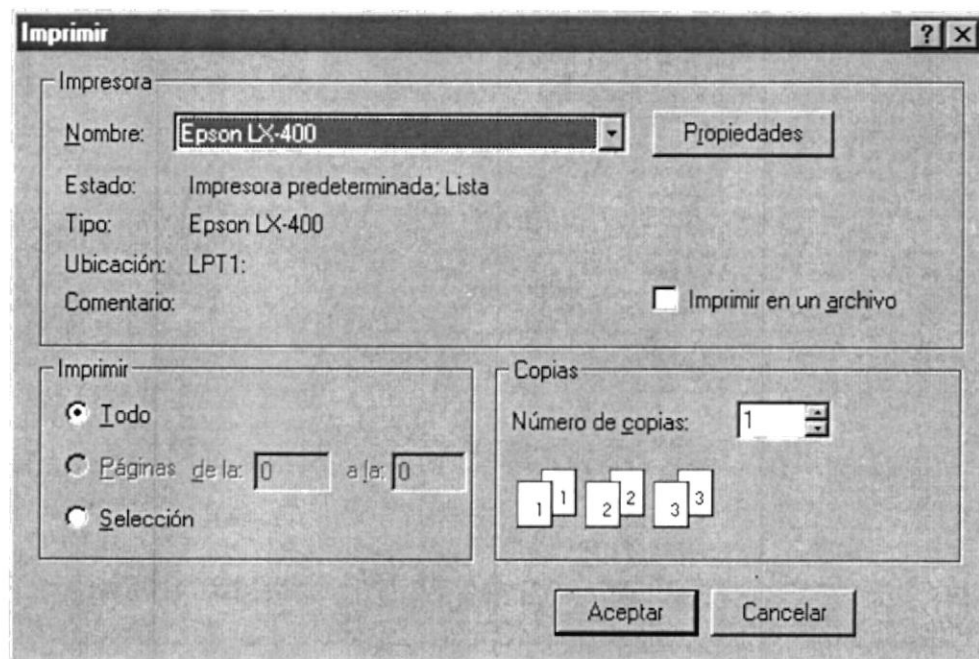 Imprimir
Impresora
Nombre: Epson LX-400 Propiedades
Estado: Impresora predeterminada; Lista
Tipo: Epson LX-400
Ubicación: LPT1:
Comentario:
Imprimir en un archivo
Imprimir
Todo
Páginas de la: 0 a la: 0
Selección
Copias
Número de copias: 1
1 1 2 2 3 3
Aceptar Cancelar